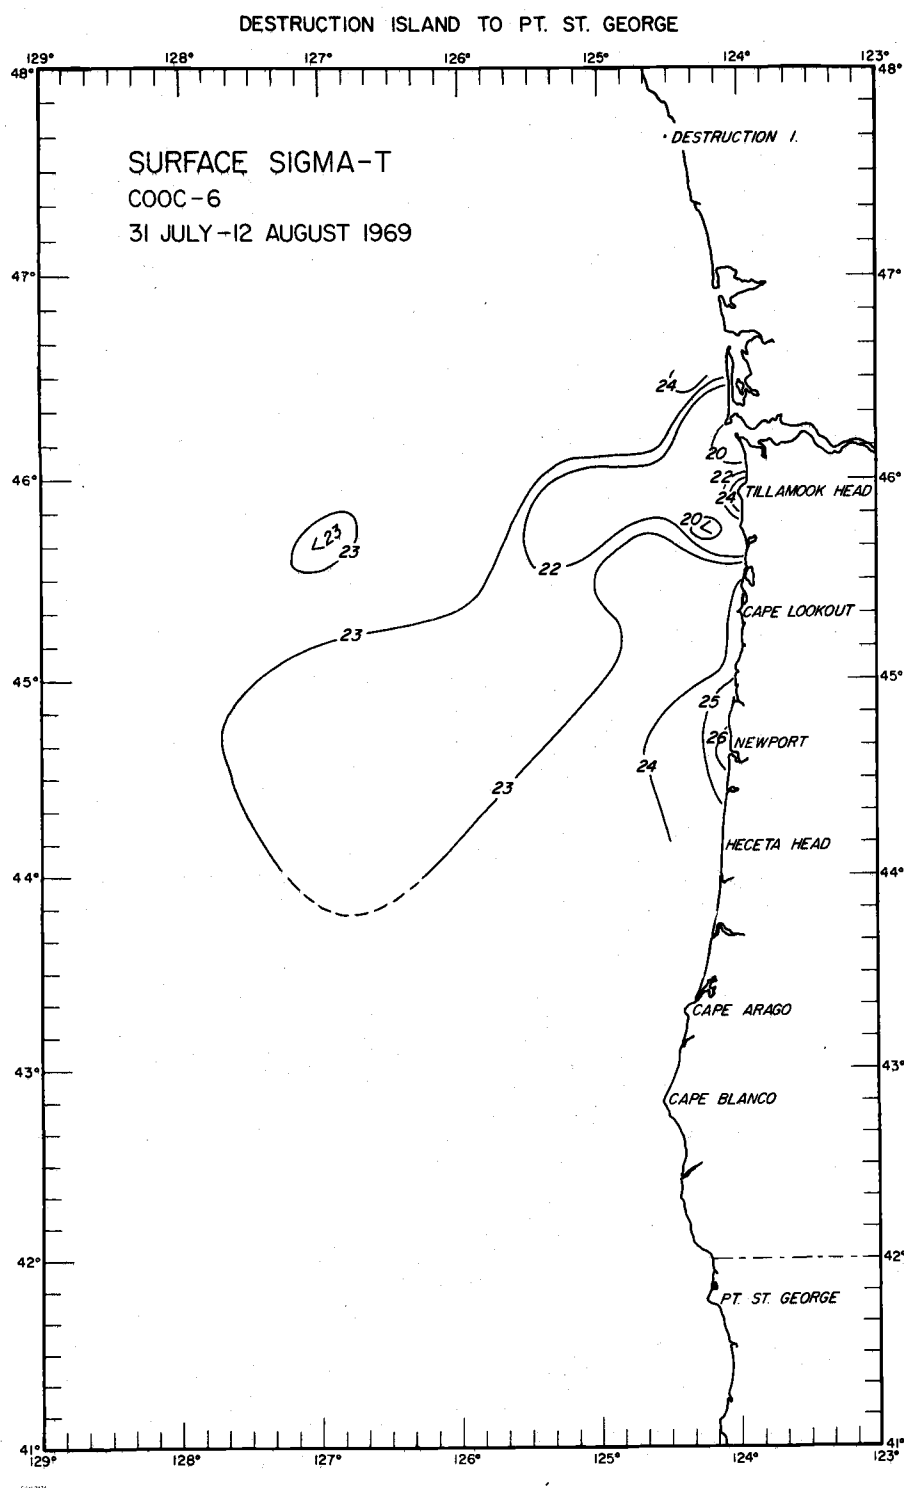 DESTRUCTION ISLAND TO PT. ST. GEORGE
129° 128° 127° 126° 125° 124° 123°
48° 48°
DESTRUCTION I.
SURFACE SIGMA-T
COOC-6
31 JULY-12 AUGUST 1969
47° 47°
24
20
46° 46°
22
24 TILLAMOOK HEAD
20 <
<23
23
22
CAPE LOOKOUT
23
45° 45°
25
26 NEWPORT
24
23
HECETA HEAD
44° 44°
CAPE ARAGO
43° 43°
CAPE BLANCO
42° 42°
PT. ST. GEORGE
41° 41°
129° 128° 127° 126° 125° 124° 123°